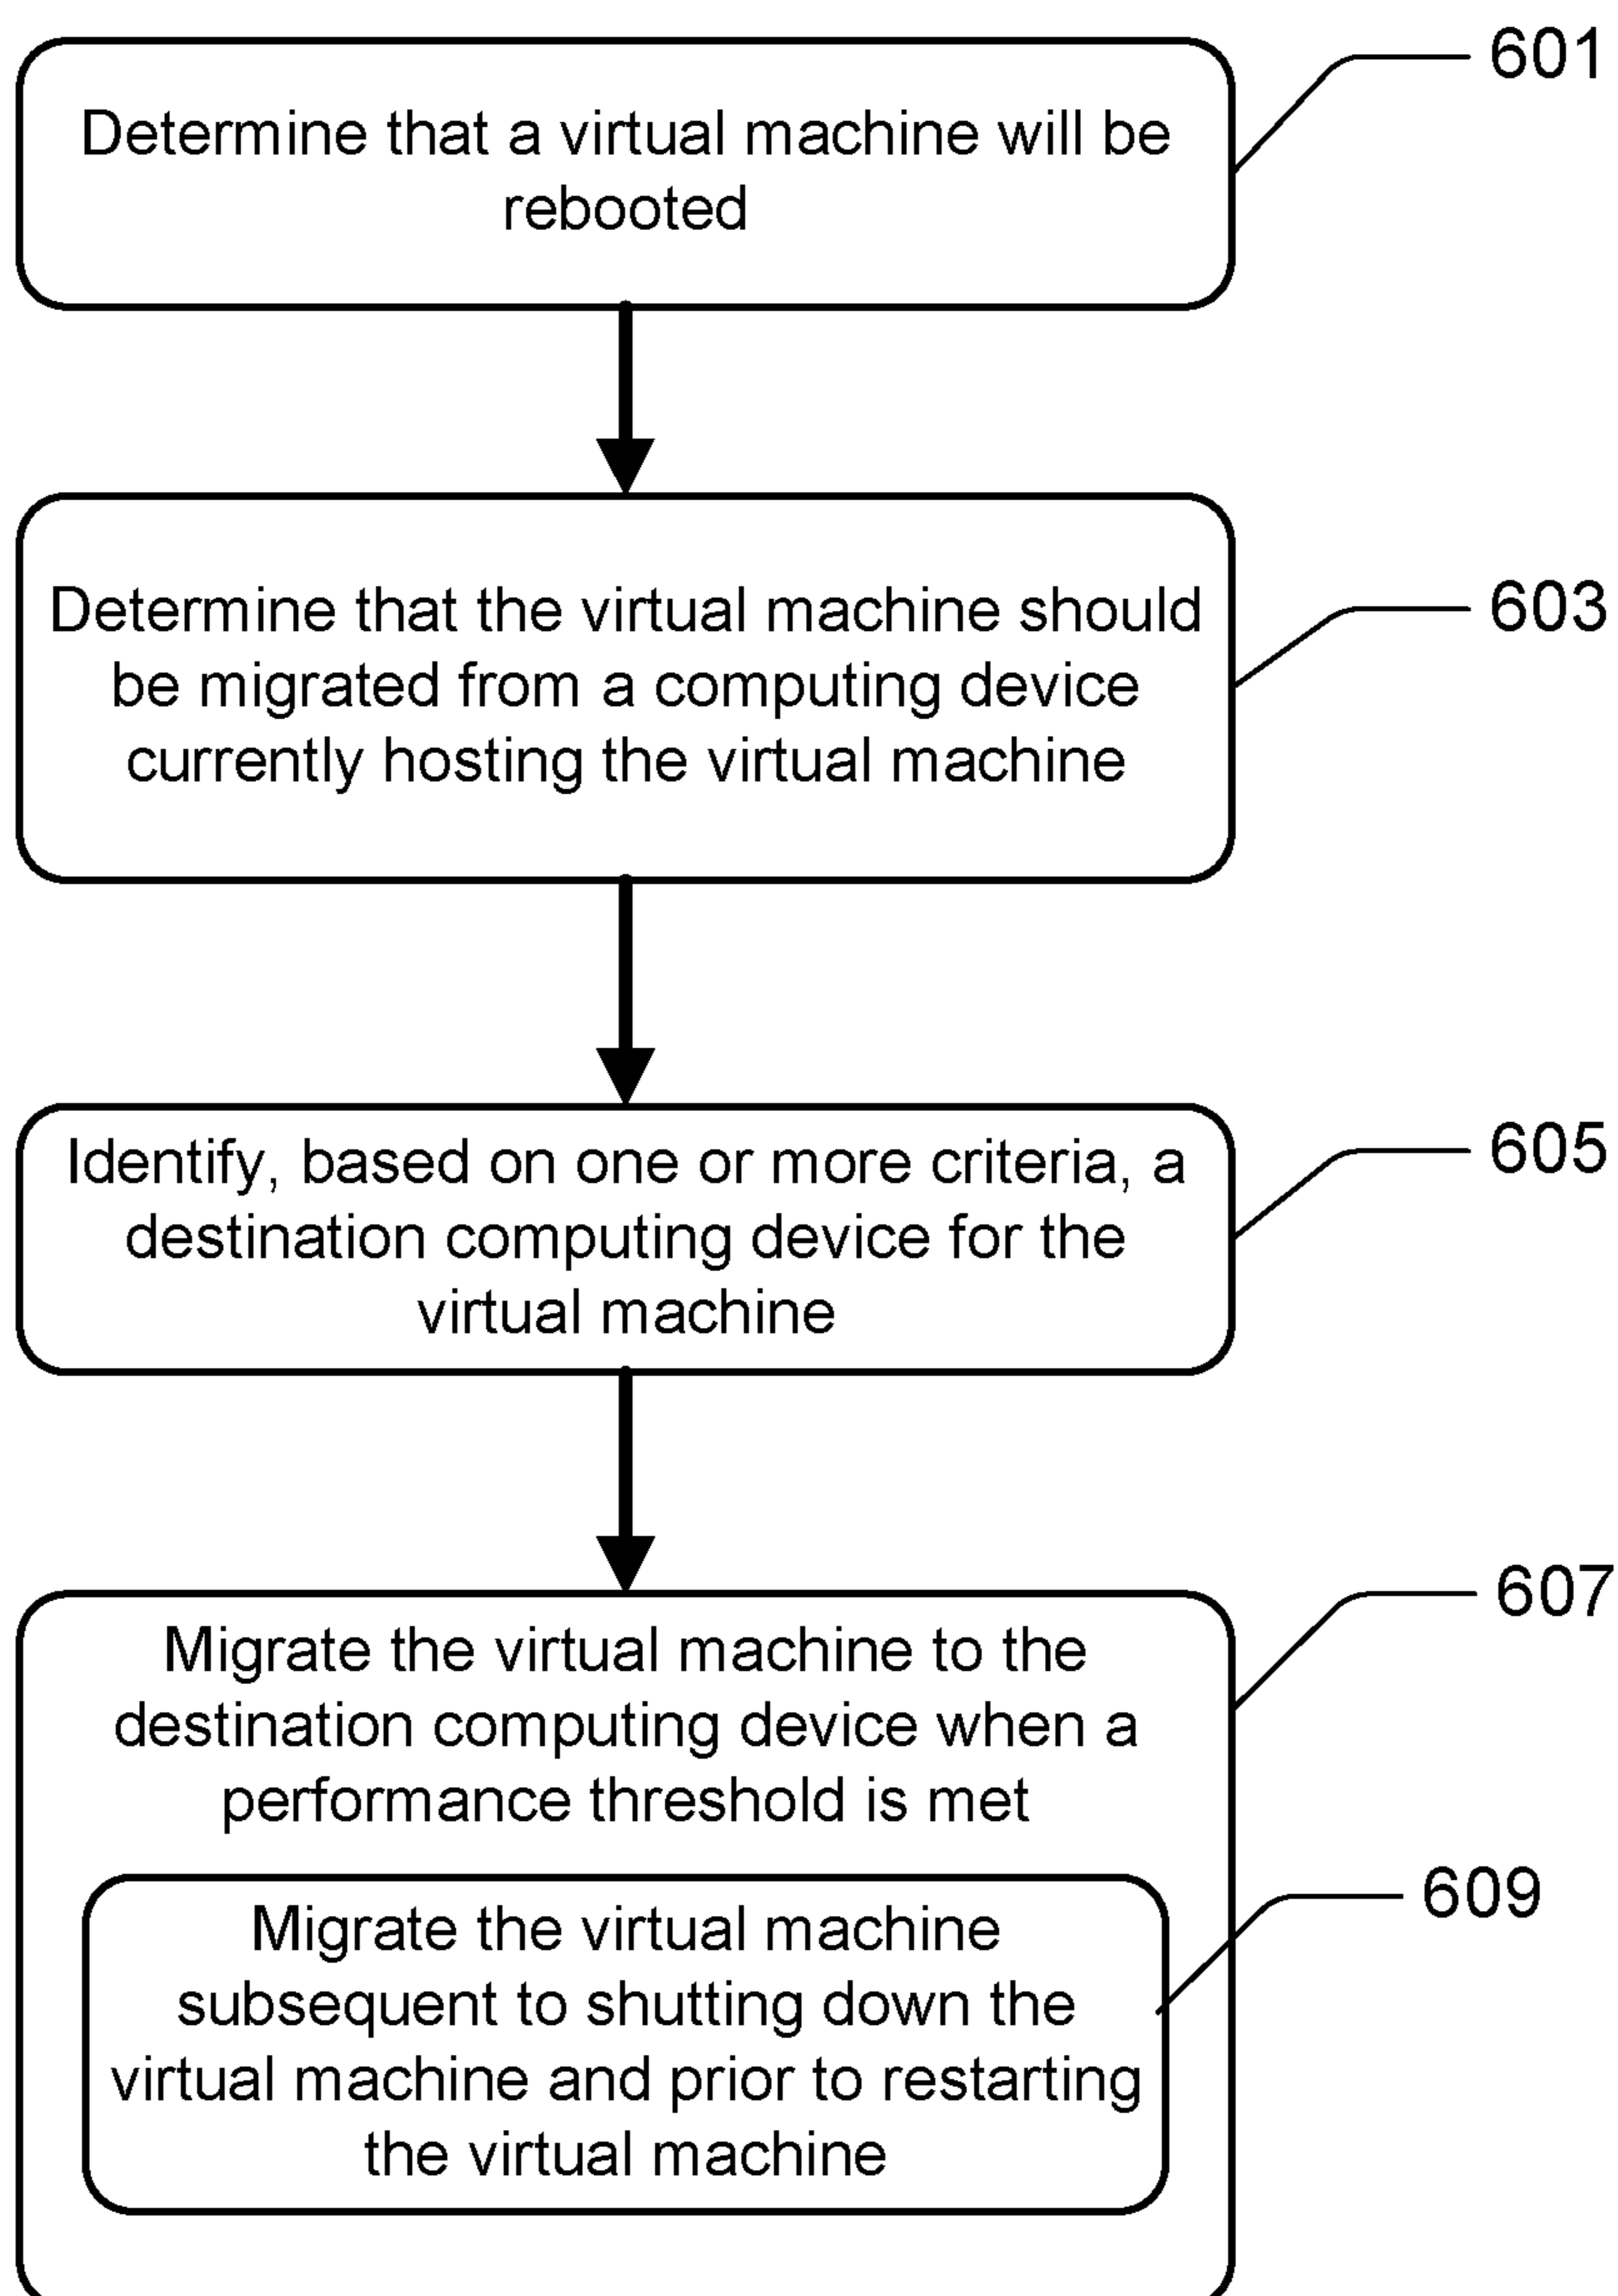 601
Determine that a virtual machine will be
rebooted
603
Determine that the virtual machine should
be migrated from a computing device
currently hosting the virtual machine
605
Identify, based on one or more criteria, a
destination computing device for the
virtual machine
607
Migrate the virtual machine to the
destination computing device when a
performance threshold is met
609
Migrate the virtual machine
subsequent to shutting down the
virtual machine and prior to restarting
the virtual machine